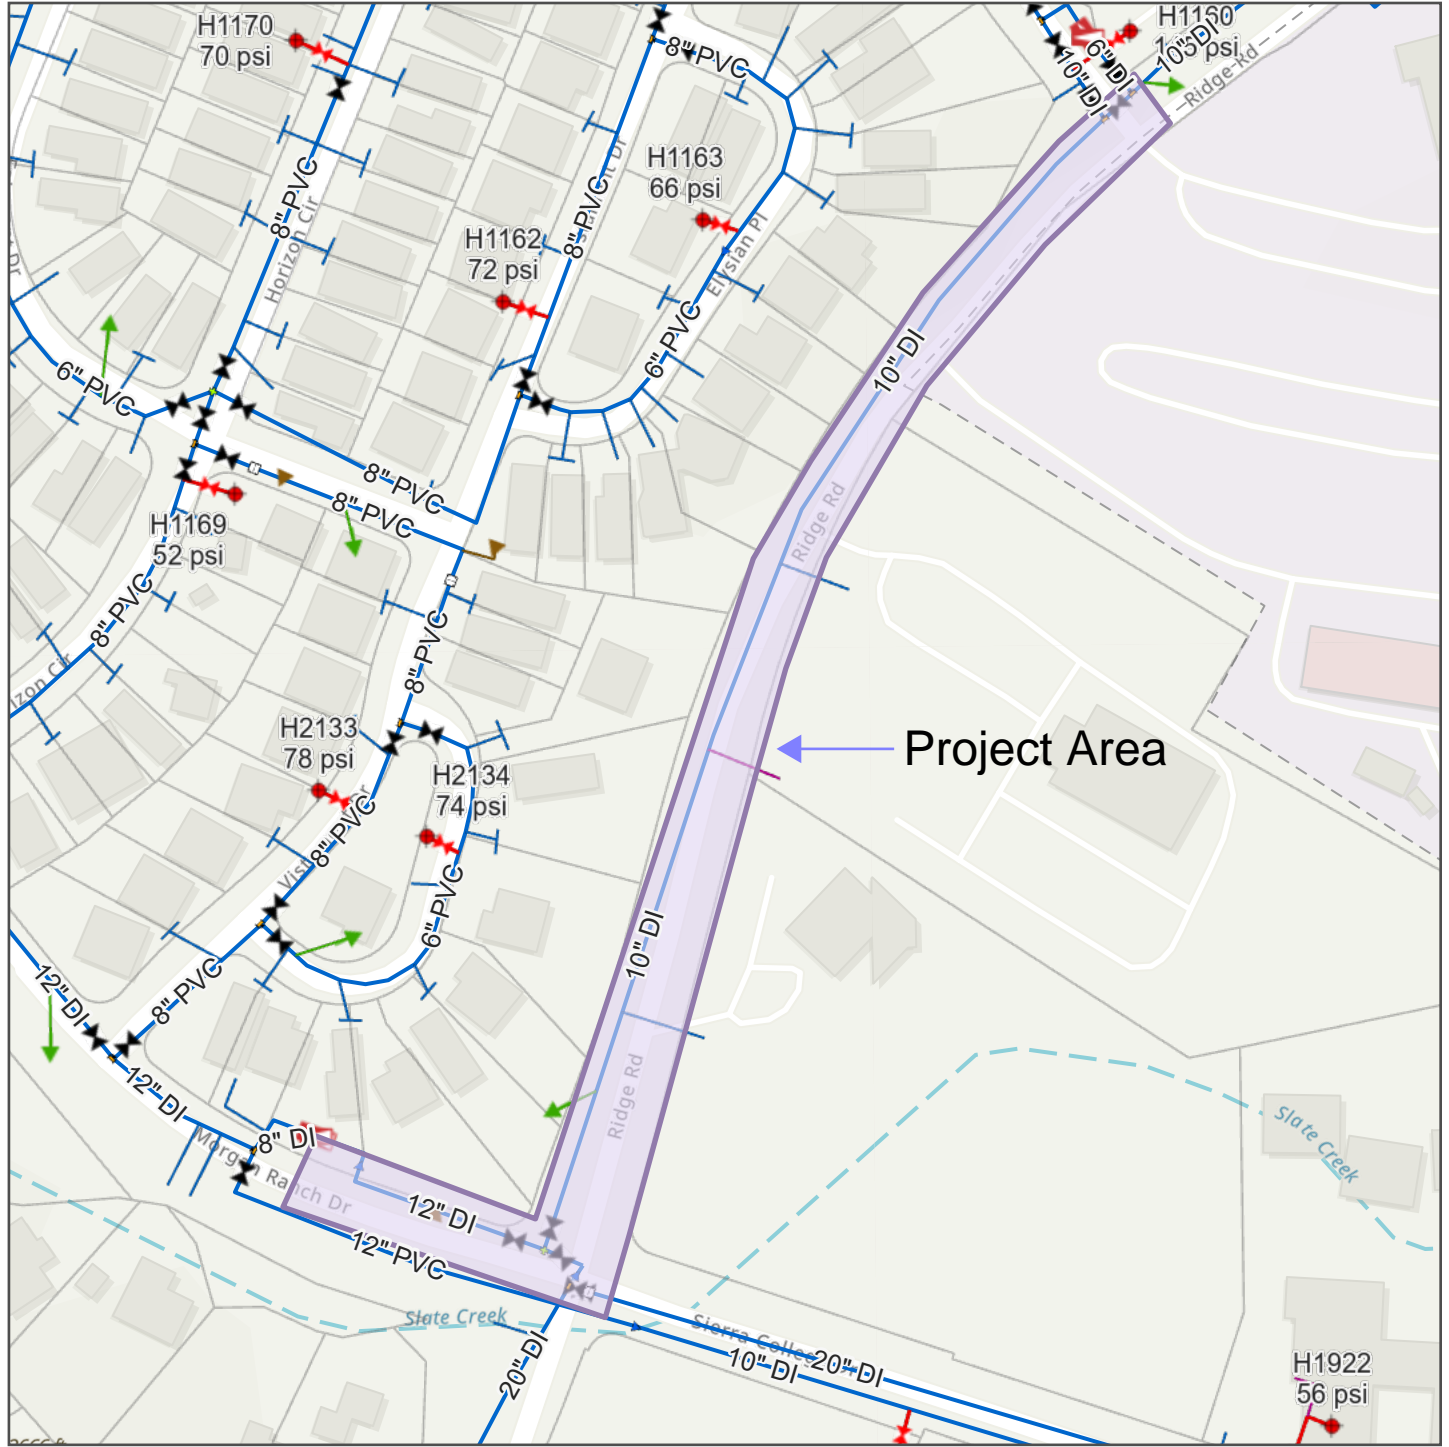 H1170
70 psi
8" PVC
H1160
10" DI
6" DI
10" DI
Ridge Rd
H1163
66 psi
8" PVC
Horizon Cir
8" PVC
H1162
72 psi
Elysian Pl
6" PVC
10" DI
6" PVC
8" PVC
8" PVC
H1169
52 psi
Ridge Rd
8" PVC
8" PVC
H2133
78 psi
H2134
74 psi
Project Area
8" PVC
6" PVC
10" DI
12" DI
8" PVC
12" DI
Ridge Rd
8" DI
Morgan Ranch Dr
12" DI
12" PVC
Slate Creek
Slate Creek
20" DI
10" DI
20" DI
H1922
56 psi